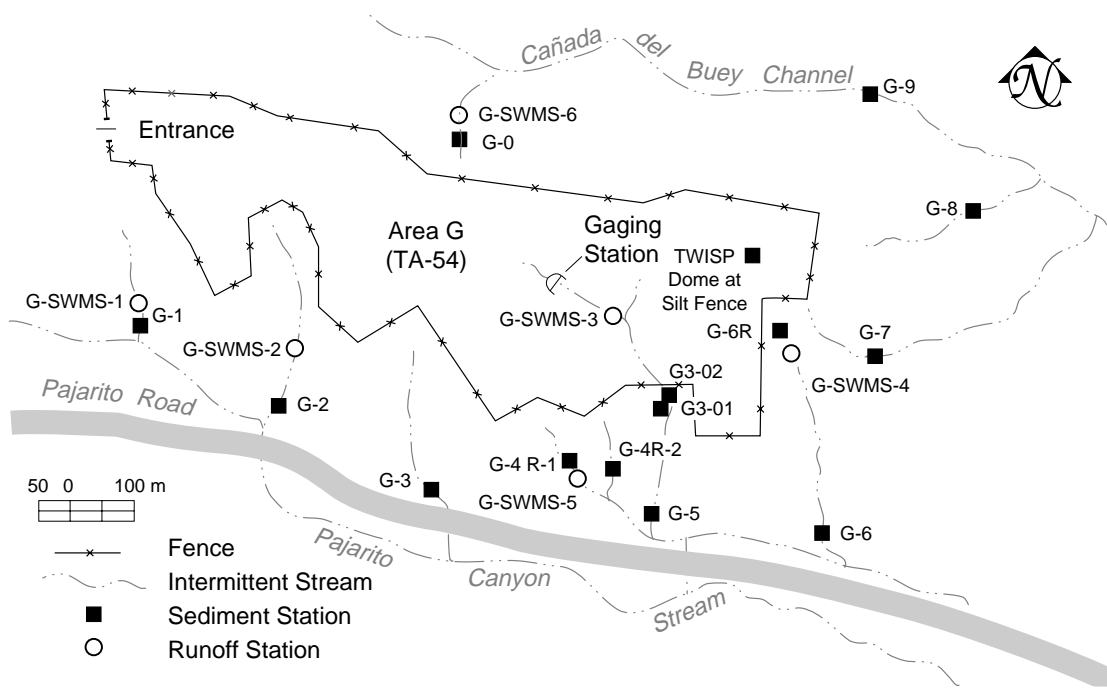 Cañada del
Buey Channel
G-9
N
G-SWMS-6
G-0
Entrance
G-8
Area G
(TA-54)
Gaging
Station
TWISP
Dome at
Silt Fence
G-SWMS-1
G-1
G-SWMS-3
G-SWMS-2
G-6R
G-7
G-SWMS-4
G3-02
G3-01
Pajarito Road
G-2
G-4R-2
G-4 R-1
G-3
G-SWMS-5
G-5
G-6
50 0 100 m
Pajarito Canyon Stream
Fence
Intermittent Stream
Sediment Station
Runoff Station